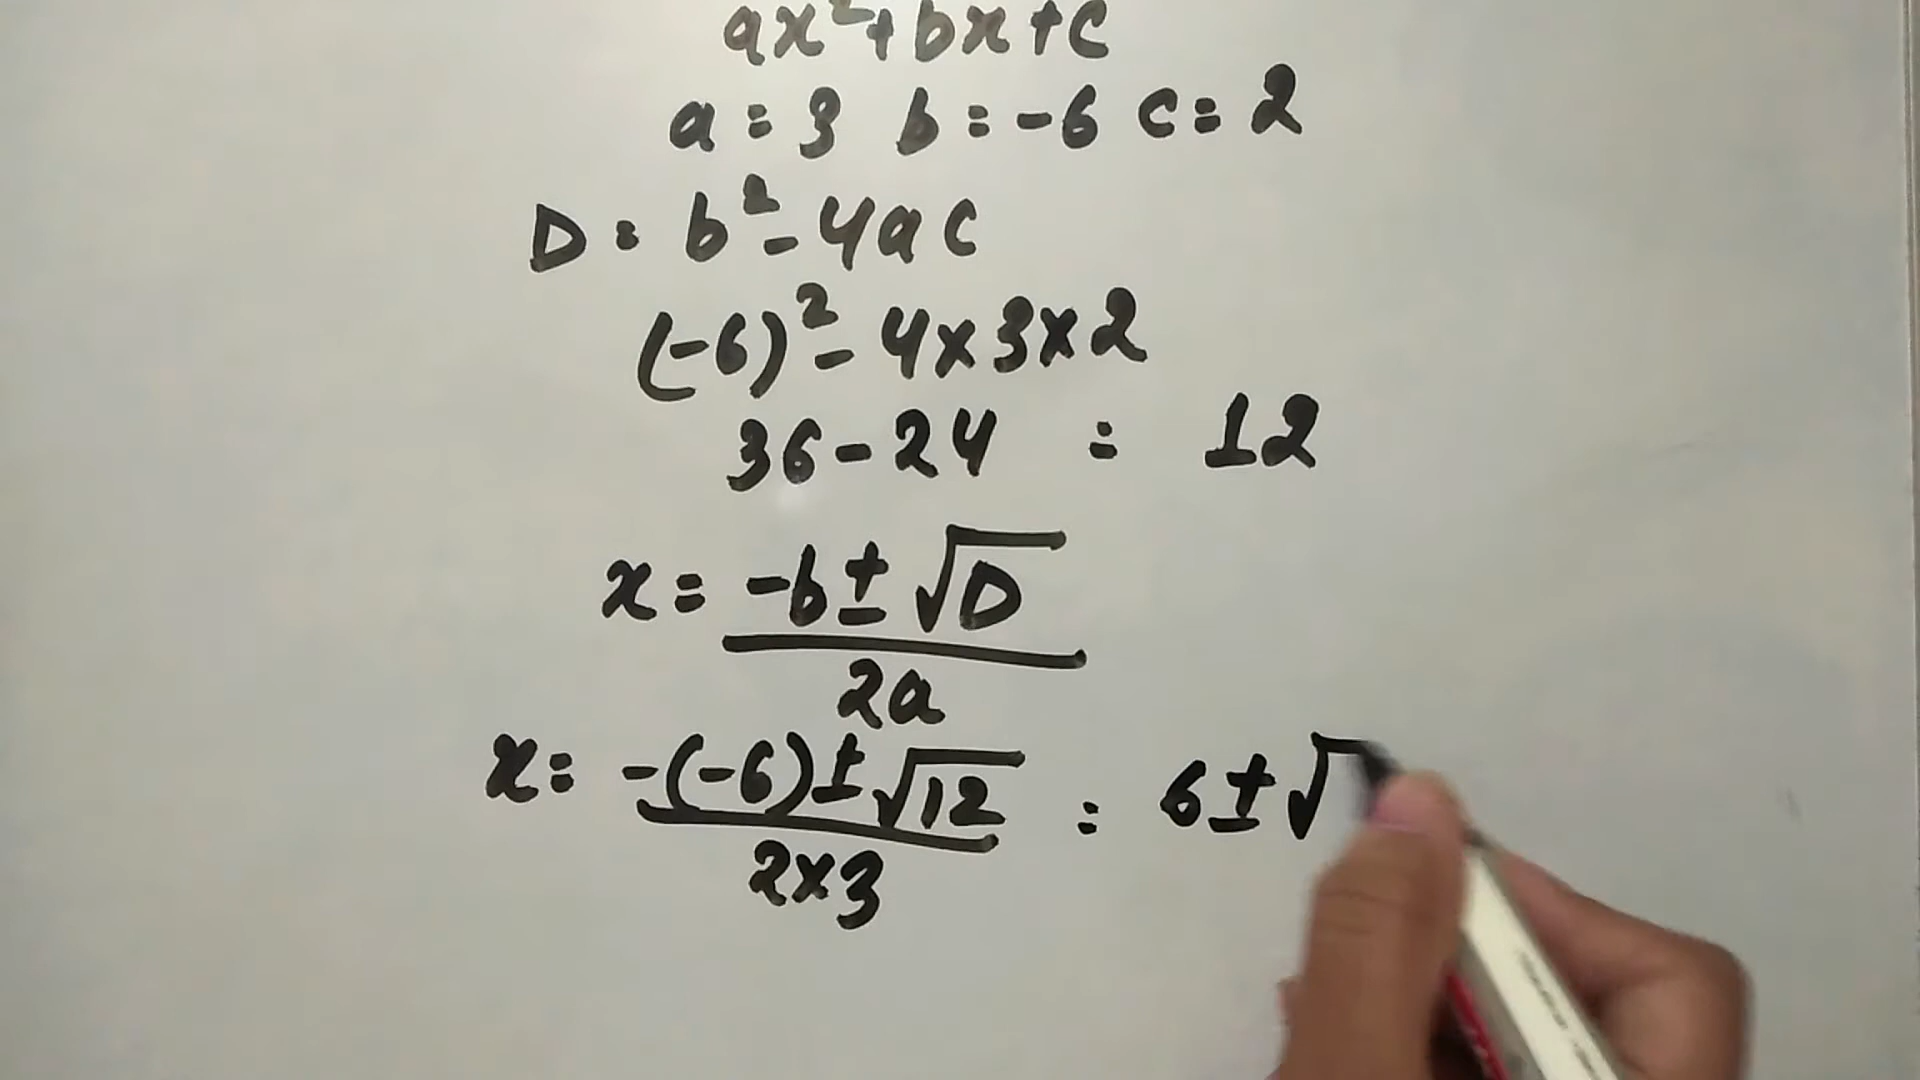 ax²+bx+c
a = 3 b = -6 c = 2
D = b² - 4ac
(-6)² - 4×3×2
36 - 24 = 12
x = -b ± √D / 2a
x = -(-6) ± √12 / 2×3 = 6 ± √